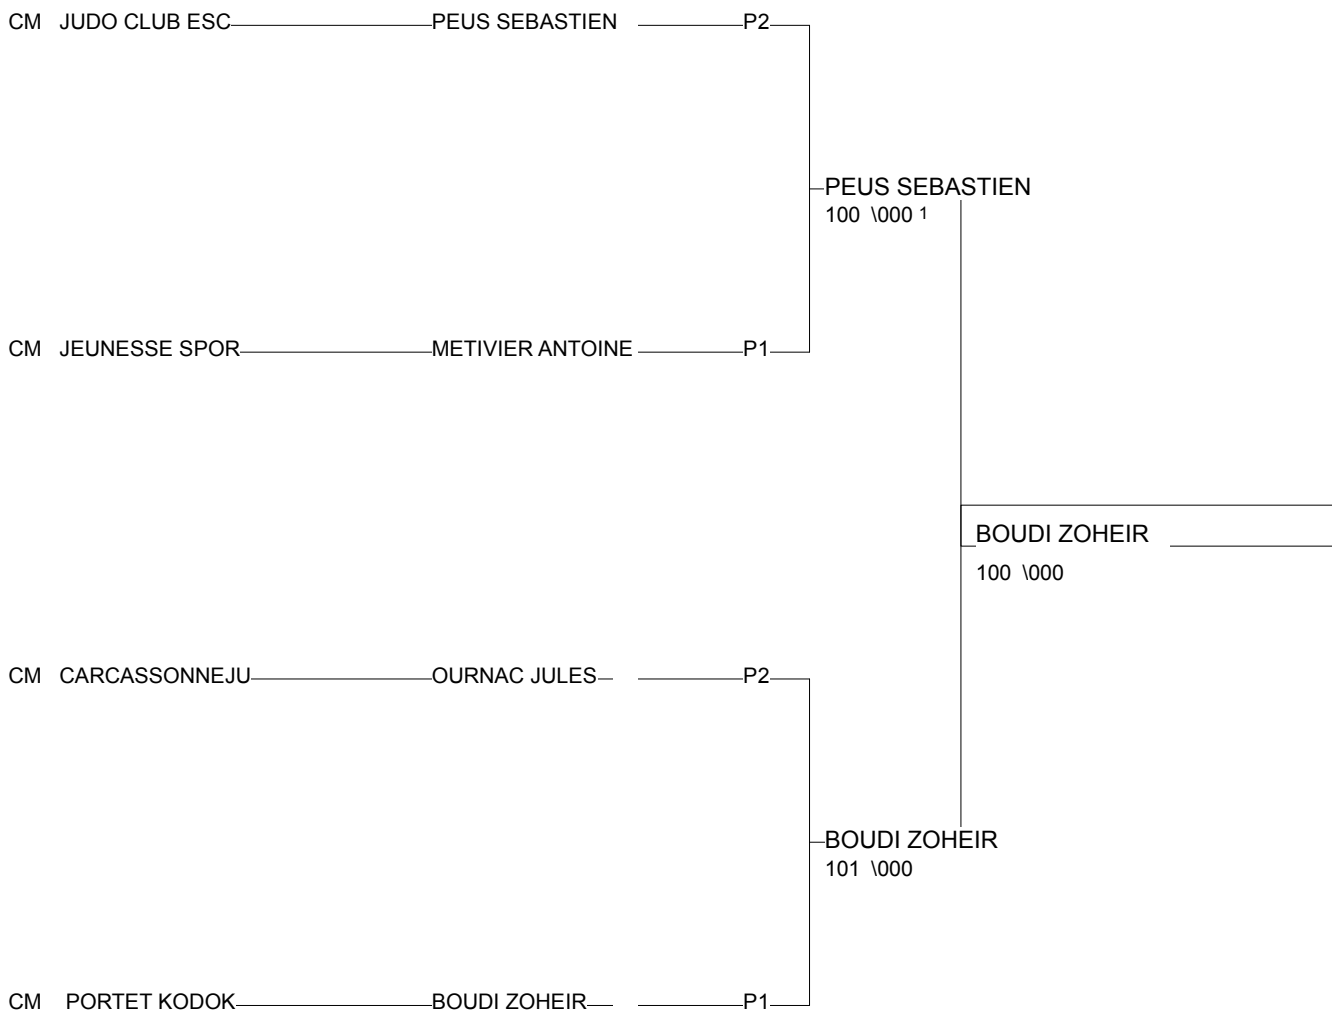 CM JUDO CLUB ESC PEUS SEBASTIEN P2
PEUS SEBASTIEN
100 \000 1
CM JEUNESSE SPOR METIVIER ANTOINE P1
BOUDI ZOHEIR
100 \000
CM CARCASSONNEJU OURNAC JULES P2
BOUDI ZOHEIR
101 \000
CM PORTET KODOK BOUDI ZOHEIR P1